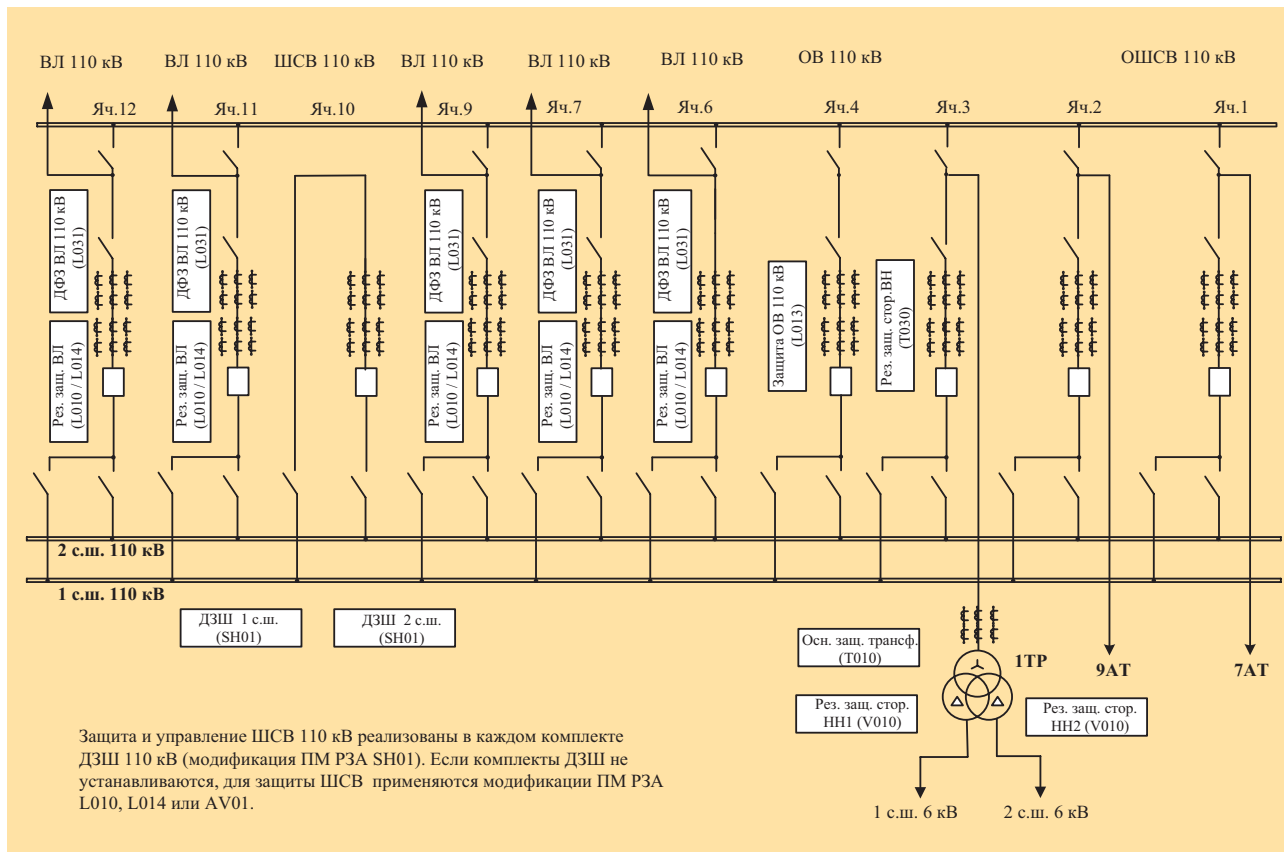 ВЛ 110 кВ
ВЛ 110 кВ
ШСВ 110 кВ
ВЛ 110 кВ
ВЛ 110 кВ
ВЛ 110 кВ
ОВ 110 кВ
ОШСВ 110 кВ
Яч.12
Яч.11
Яч.10
Яч.9
Яч.7
Яч.6
Яч.4
Яч.3
Яч.2
Яч.1
ДФЗ ВЛ 110 кВ
(L031)
ДФЗ ВЛ 110 кВ
(L031)
ДФЗ ВЛ 110 кВ
(L031)
ДФЗ ВЛ 110 кВ
(L031)
ДФЗ ВЛ 110 кВ
(L031)
Защита ОВ 110 кВ
(L013)
Рез. защ. стор.ВН
(T030)
Рез. защ. ВЛ
(L010 / L014)
Рез. защ. ВЛ
(L010 / L014)
Рез. защ. ВЛ
(L010 / L014)
Рез. защ. ВЛ
(L010 / L014)
Рез. защ. ВЛ
(L010 / L014)
2 с.ш. 110 кВ
1 с.ш. 110 кВ
ДЗШ 1 с.ш.
(SH01)
ДЗШ 2 с.ш.
(SH01)
Осн. защ. трансф.
(T010)
1ТР
9АТ
7АТ
Рез. защ. стор.
НН1 (V010)
Рез. защ. стор.
НН2 (V010)
Защита и управление ШСВ 110 кВ реализованы в каждом комплекте
ДЗШ 110 кВ (модификация ПМ РЗА SH01). Если комплекты ДЗШ не
устанавливаются, для защиты ШСВ применяются модификации ПМ РЗА
L010, L014 или AV01.
1 с.ш. 6 кВ
2 с.ш. 6 кВ